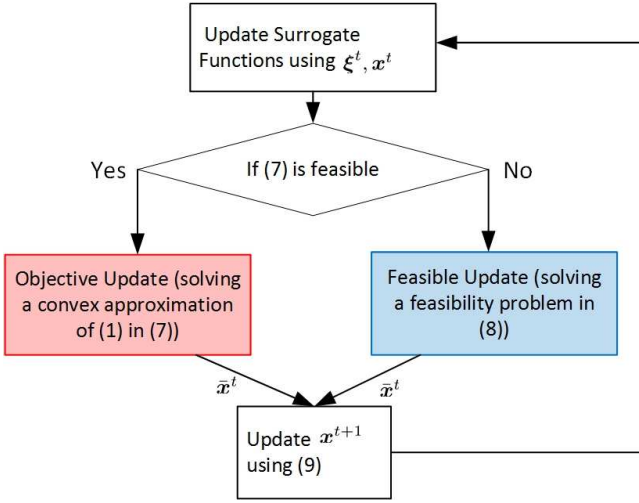 Update Surrogate
Functions using ξ^t, x^t
If (7) is feasible
Yes
No
Objective Update (solving
a convex approximation
of (1) in (7))
Feasible Update (solving
a feasibility problem in
(8))
x̄^t
x̄^t
Update x^{t+1}
using (9)